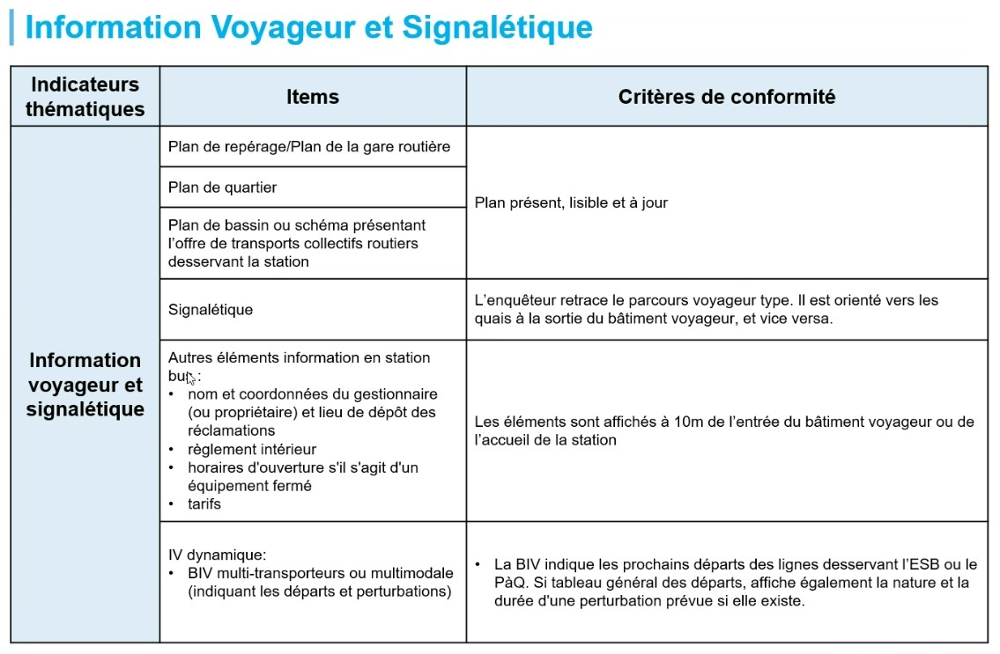 Information Voyageur et Signalétique
Indicateurs
thématiques
Items
Critères de conformité
Information
voyageur et
signalétique
Plan de repérage/Plan de la gare routière
Plan de quartier
Plan de bassin ou schéma présentant
l'offre de transports collectifs routiers
desservant la station
Plan présent, lisible et à jour
Signalétique
L'enquêteur retrace le parcours voyageur type. Il est orienté vers les
quais à la sortie du bâtiment voyageur, et vice versa.
Autres éléments information en station
bus :
• nom et coordonnées du gestionnaire
(ou propriétaire) et lieu de dépôt des
réclamations
• règlement intérieur
• horaires d'ouverture s'il s'agit d'un
équipement fermé
• tarifs
Les éléments sont affichés à 10m de l'entrée du bâtiment voyageur ou de
l'accueil de la station
IV dynamique:
• BIV multi-transporteurs ou multimodale
(indiquant les départs et perturbations)
• La BIV indique les prochains départs des lignes desservant l'ESB ou le
PàQ. Si tableau général des départs, affiche également la nature et la
durée d'une perturbation prévue si elle existe.